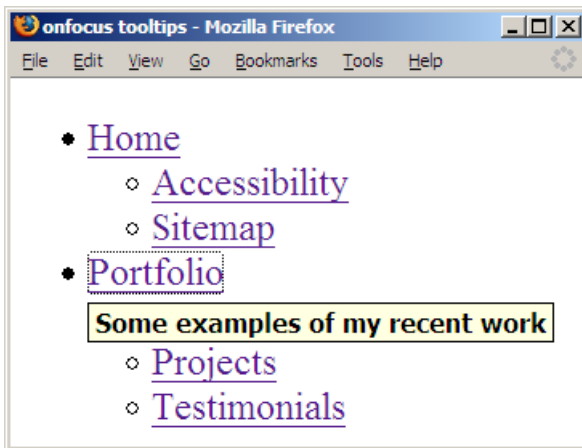 onfocus tooltips - Mozilla Firefox
File Edit View Go Bookmarks Tools Help
Home
Accessibility
Sitemap
Portfolio
Some examples of my recent work
Projects
Testimonials